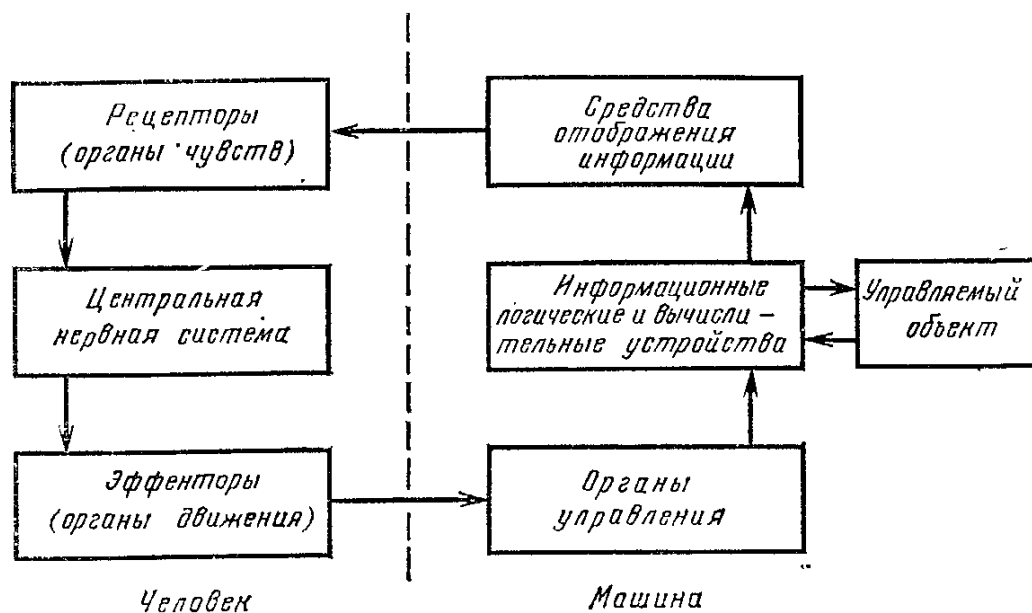 Рецепторы
(органы чувств)
Средства
отображения
информации
Центральная
нервная система
Информационные
логические и вычисли-
тельные устройства
Управляемый
объект
Эффенторы
(органы движения)
Органы
управления
Человек
Машина